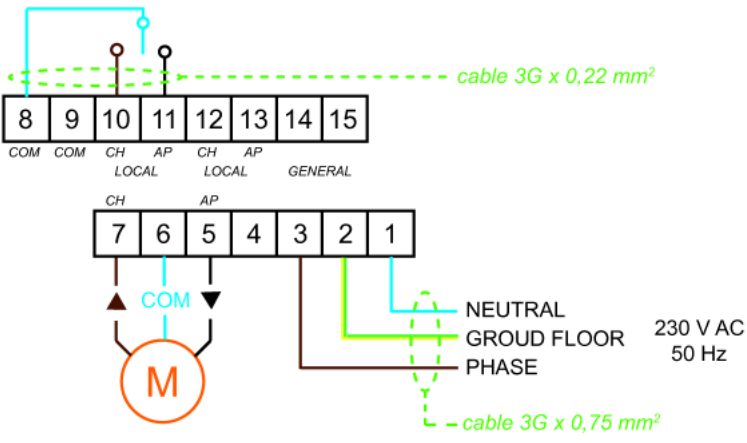 cable 3G x 0,22 mm²
8 9 10 11 12 13 14 15
COM COM CH AP CH AP
LOCAL LOCAL GENERAL
CH AP
7 6 5 4 3 2 1
COM
NEUTRAL
GROUD FLOOR
PHASE
230 V AC
50 Hz
M
cable 3G x 0,75 mm²